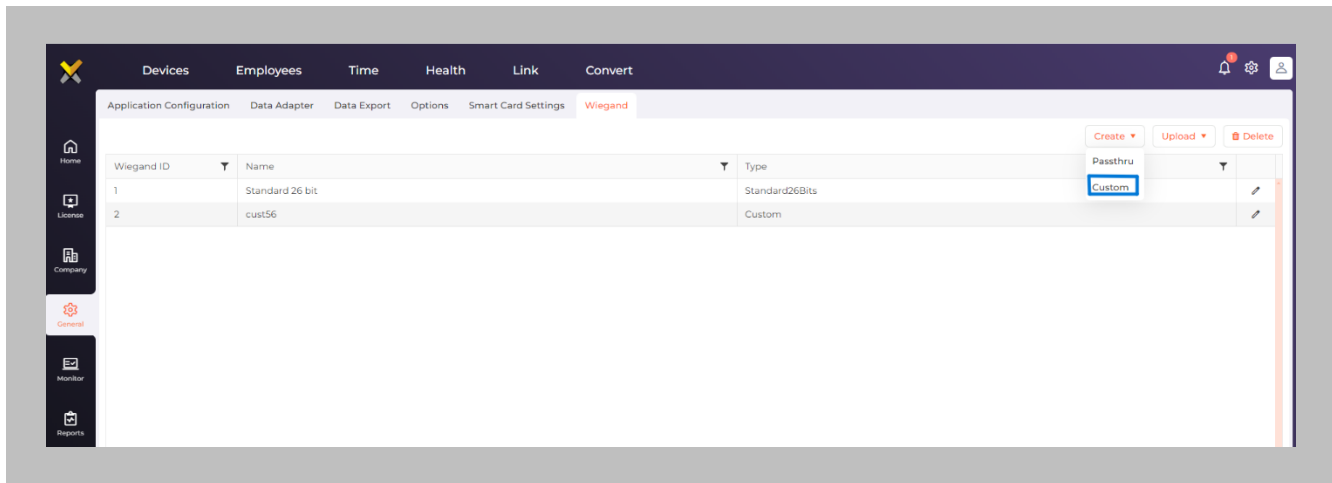 Devices Employees Time Health Link Convert
1
Application Configuration Data Adapter Data Export Options Smart Card Settings Wiegand
Create Upload Delete
Passthru
Custom
Wiegand ID Name Type
1 Standard 26 bit Standard26Bits
2 cust56 Custom
Home
License
Company
General
Monitor
Reports